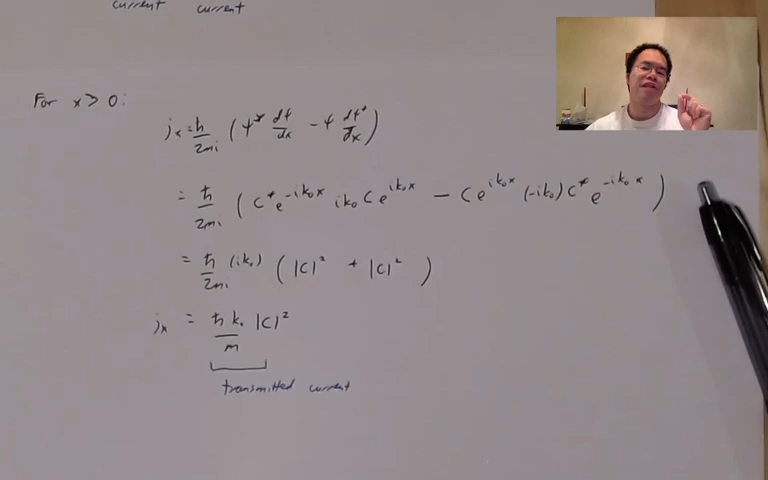 current current
For x > 0:
jₓ = ħ/2mi (ψ* dψ/dx − ψ dψ*/dx)
= ħ/2mi (C* e^{-ik₀x} ik₀ C e^{ik₀x} − C e^{ik₀x} (-ik₀) C* e^{-ik₀x})
= ħ/2mi (ik₀) (|C|² + |C|²)
jₓ = ħk₀/m |C|²
transmitted current